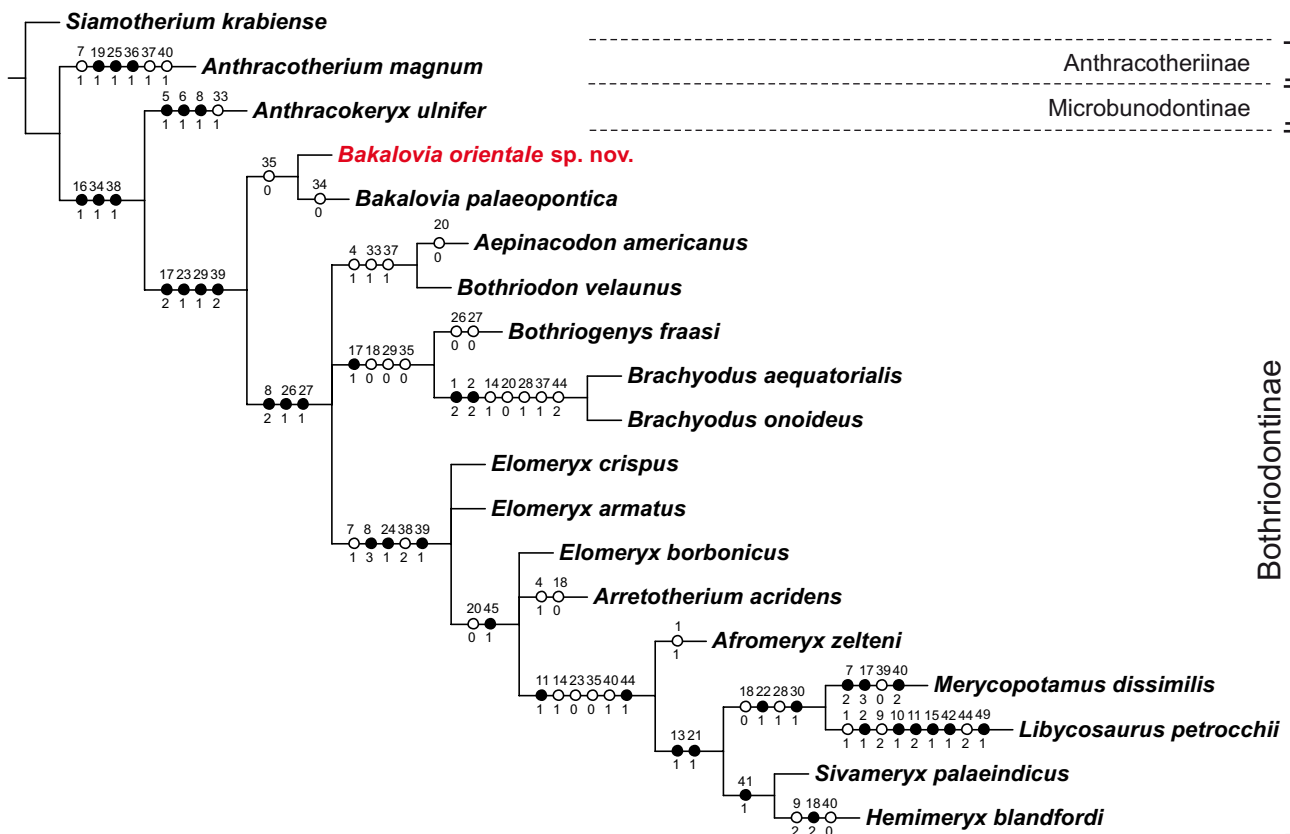 Siamotherium krabiense
7 19 25 36 37 40
1 1 1 1 1 1
Anthracotherium magnum
Anthracotheriinae
5 6 8 33
1 1 1 1
Anthracokeryx ulnifer
Microbunodontinae
16 34 38
1 1 1
35
0
Bakalovia orientale sp. nov.
34
0
Bakalovia palaeopontica
17 23 29 39
2 1 1 2
20
0
Aepinacodon americanus
4 33 37
1 1 1
Bothriodon velaunus
26 27
0 0
Bothriogenys fraasi
17 18 29 35
1 0 0 0
8 26 27
2 1 1
1 2 14 20 28 37 44
2 2 1 0 1 1 2
Brachyodus aequatorialis
Brachyodus onoideus
Bothriodontinae
Elomeryx crispus
Elomeryx armatus
7 8 24 38 39
1 3 1 2 1
Elomeryx borbonicus
4 18
1 0
Arretotherium acridens
20 45
0 1
1
1
Afromeryx zelteni
11 14 23 35 40 44
1 1 0 0 1 1
7 17 39 40
2 3 0 2
Merycopotamus dissimilis
18 22 28 30
0 1 1 1
1 2 9 10 11 15 42 44 49
1 1 2 1 2 1 1 2 1
Libycosaurus petrocchii
13 21
1 1
Sivameryx palaeindicus
41
1
9 18 40
2 2 0
Hemimeryx blandfordi